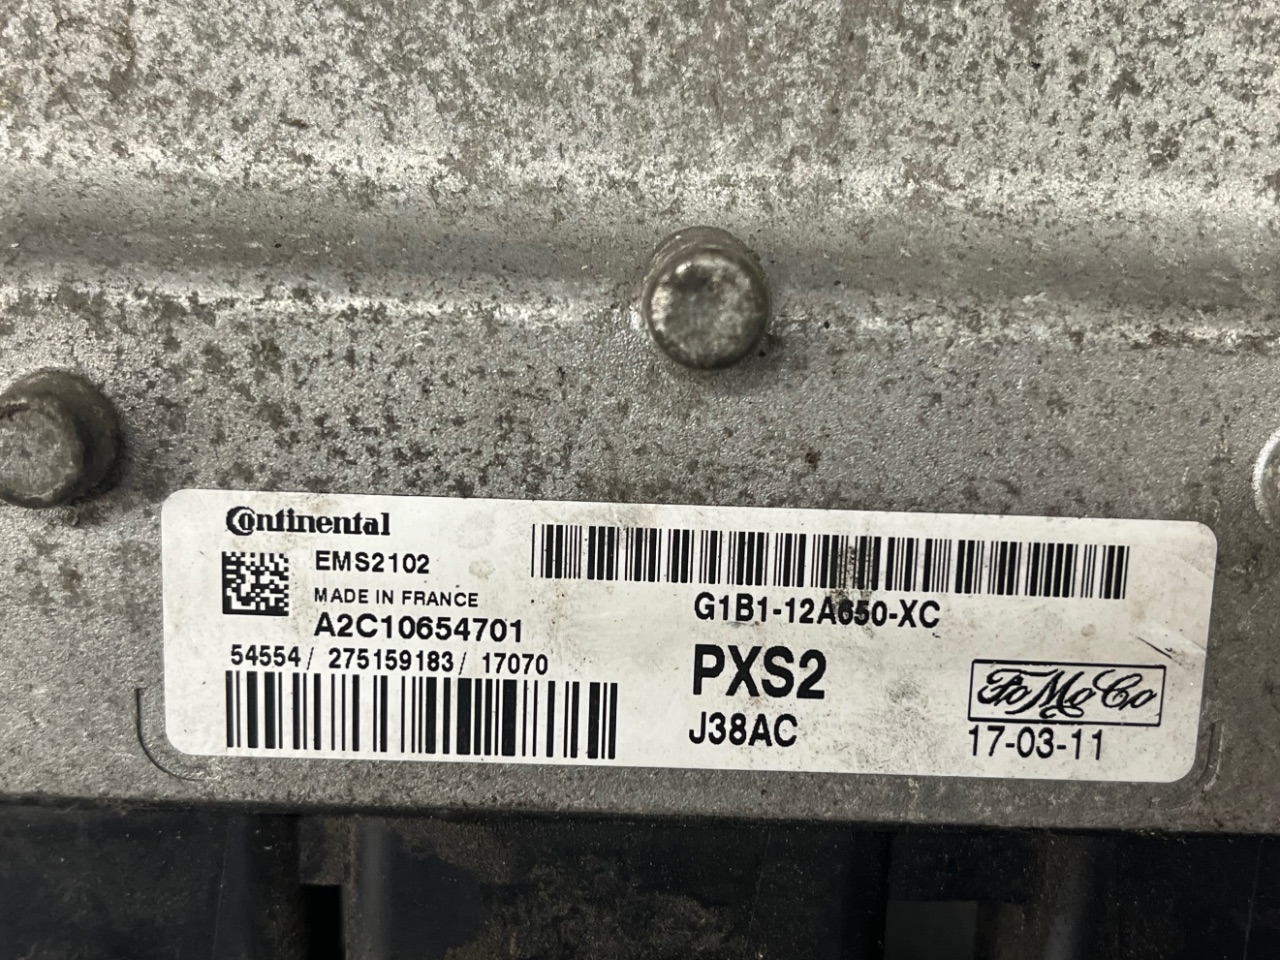 Continental
EMS2102
MADE IN FRANCE
A2C10654701
54554/ 275159183/ 17070
G1B1-12A650-XC
PXS2
J38AC
FoMoCo
17-03-11